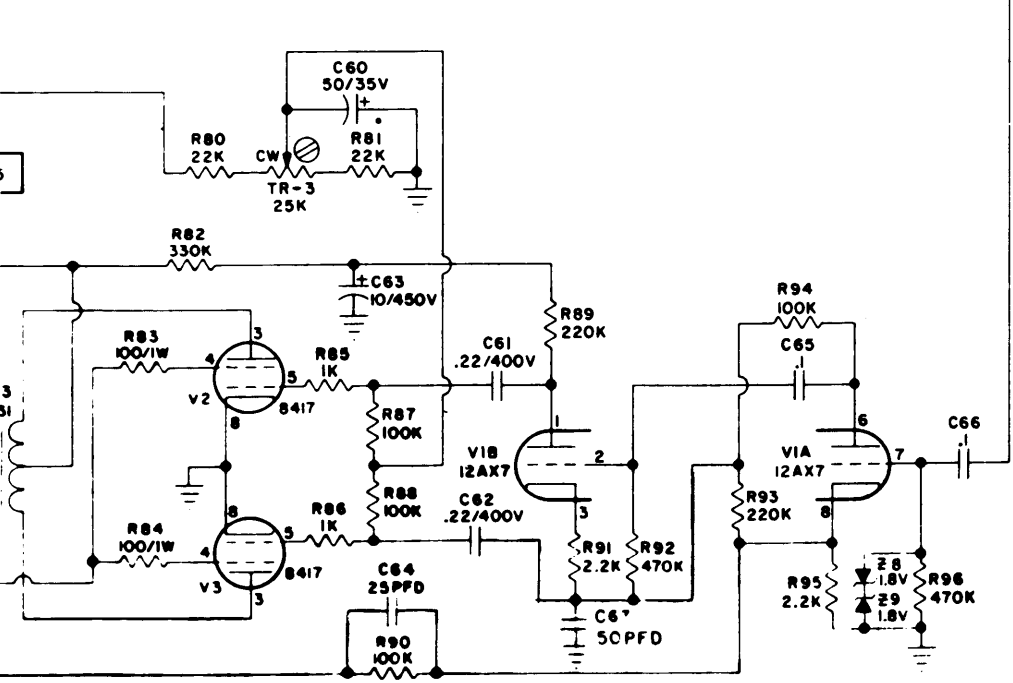 C60
50/35V
+
R80
22K
CW
R81
22K
TR-3
25K
R82
330K
+
C63
10/450V
R94
100K
R89
220K
R83
100/1W
3
4
R85
1K
C61
.22/400V
C65
.1
5
V2
8417
8
R87
100K
1
6
C66
.1
V1B
12AX7
2
V1A
12AX7
7
R88
100K
C62
.22/400V
R93
220K
8
R86
1K
3
8
R84
100/1W
4
5
V3
8417
3
R91
2.2K
R92
470K
C64
25PFD
R95
2.2K
Z8
1.8V
Z9
1.8V
R96
470K
C67
50PFD
R90
100K